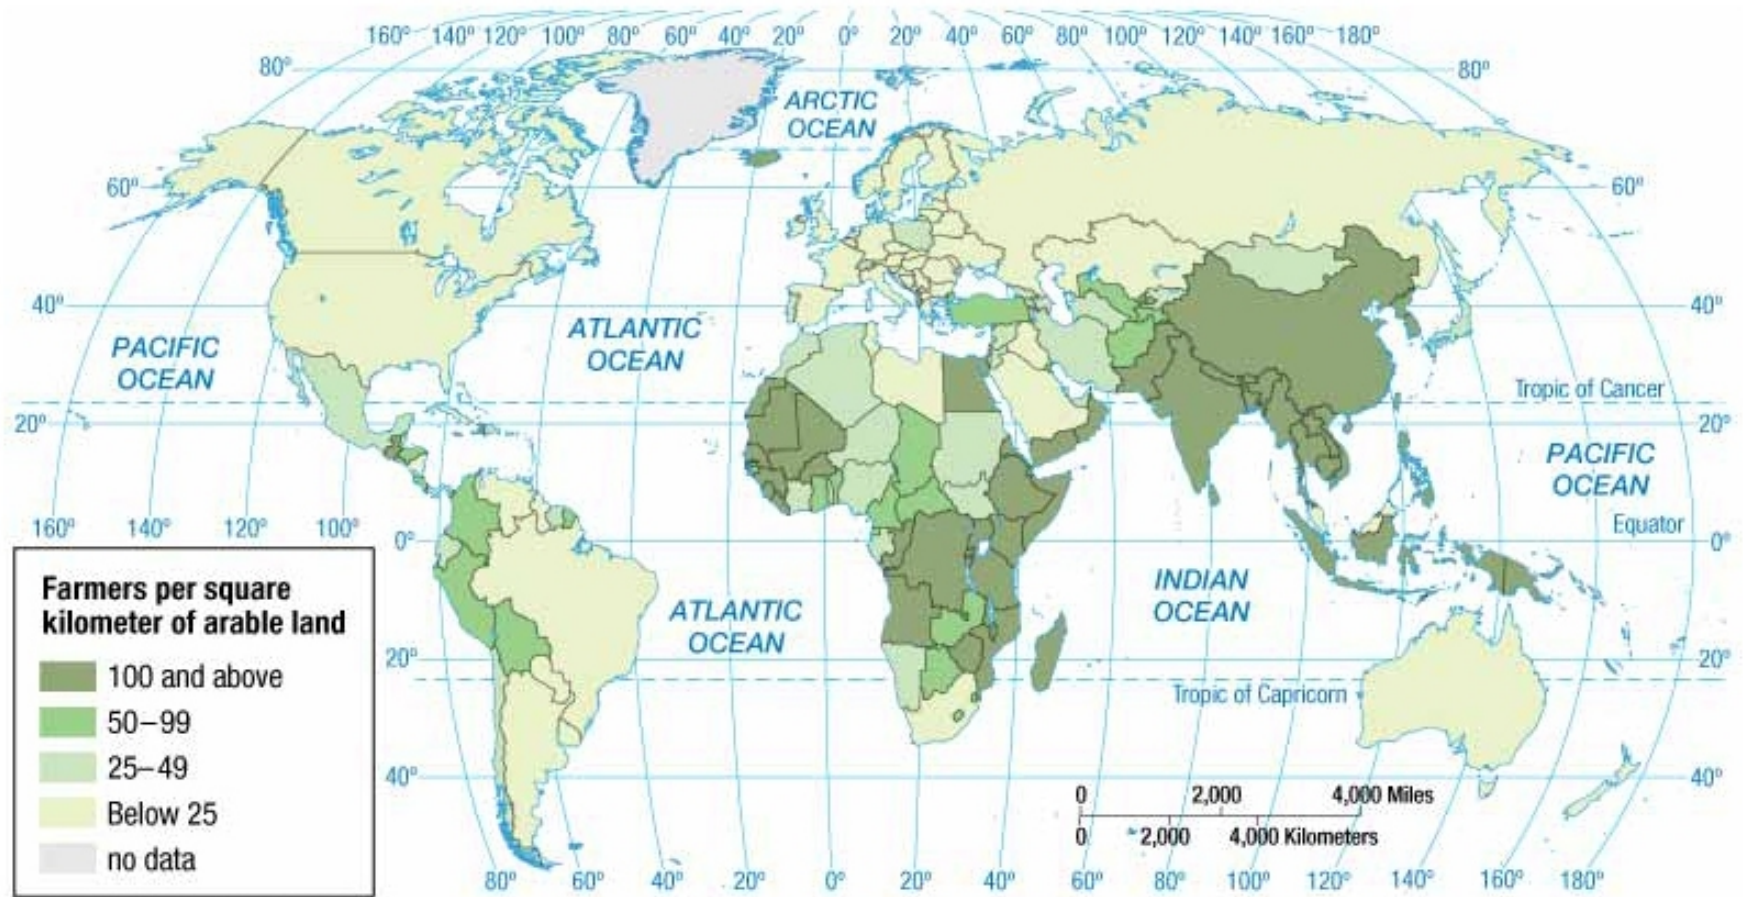 160° 140° 120° 100° 80° 60° 40° 20° 0° 20° 40° 60° 80° 100° 120° 140° 160° 180°
80° 80°
ARCTIC
OCEAN
60° 60°
40° 40°
ATLANTIC
OCEAN
PACIFIC
OCEAN
Tropic of Cancer
20° 20°
PACIFIC
OCEAN
160° 140° 120° 100°
Equator
0° 0°
INDIAN
OCEAN
ATLANTIC
OCEAN
20° 20°
Tropic of Capricorn
40° 40°
Farmers per square
kilometer of arable land
100 and above
50–99
25–49
Below 25
no data
0 2,000 4,000 Miles
0 2,000 4,000 Kilometers
80° 60° 40° 20° 0° 20° 40° 60° 80° 100° 120° 140° 160° 180°